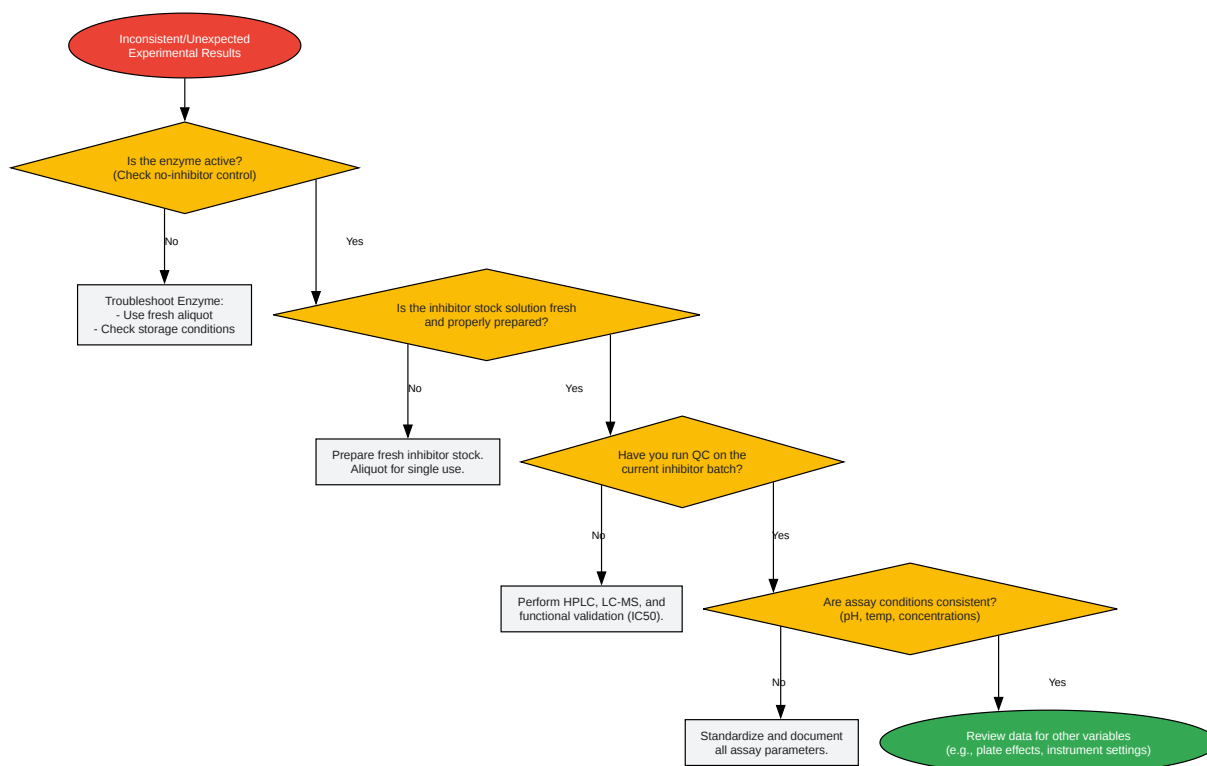 Inconsistent/Unexpected
Experimental Results
Is the enzyme active?
(Check no-inhibitor control)
No
Yes
Troubleshoot Enzyme:
- Use fresh aliquot
- Check storage conditions
Is the inhibitor stock solution fresh
and properly prepared?
No
Yes
Prepare fresh inhibitor stock.
Aliquot for single use.
Have you run QC on the
current inhibitor batch?
No
Yes
Perform HPLC, LC-MS, and
functional validation (IC50).
Are assay conditions consistent?
(pH, temp, concentrations)
No
Yes
Standardize and document
all assay parameters.
Review data for other variables
(e.g., plate effects, instrument settings)